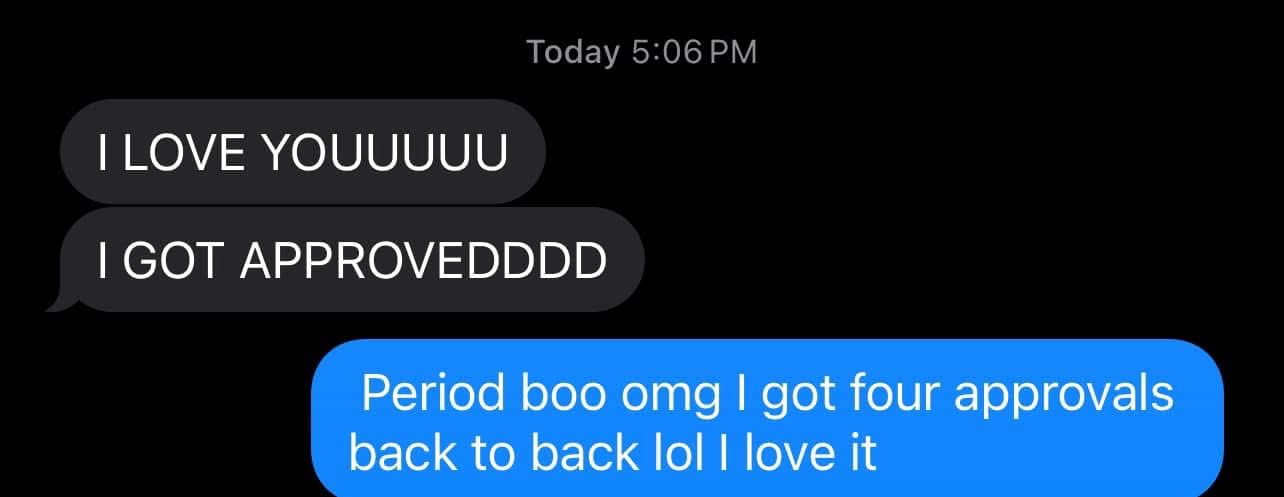 Today 5:06 PM
I LOVE YOUUUUU
I GOT APPROVEDDDD
Period boo omg I got four approvals
back to back lol I love it